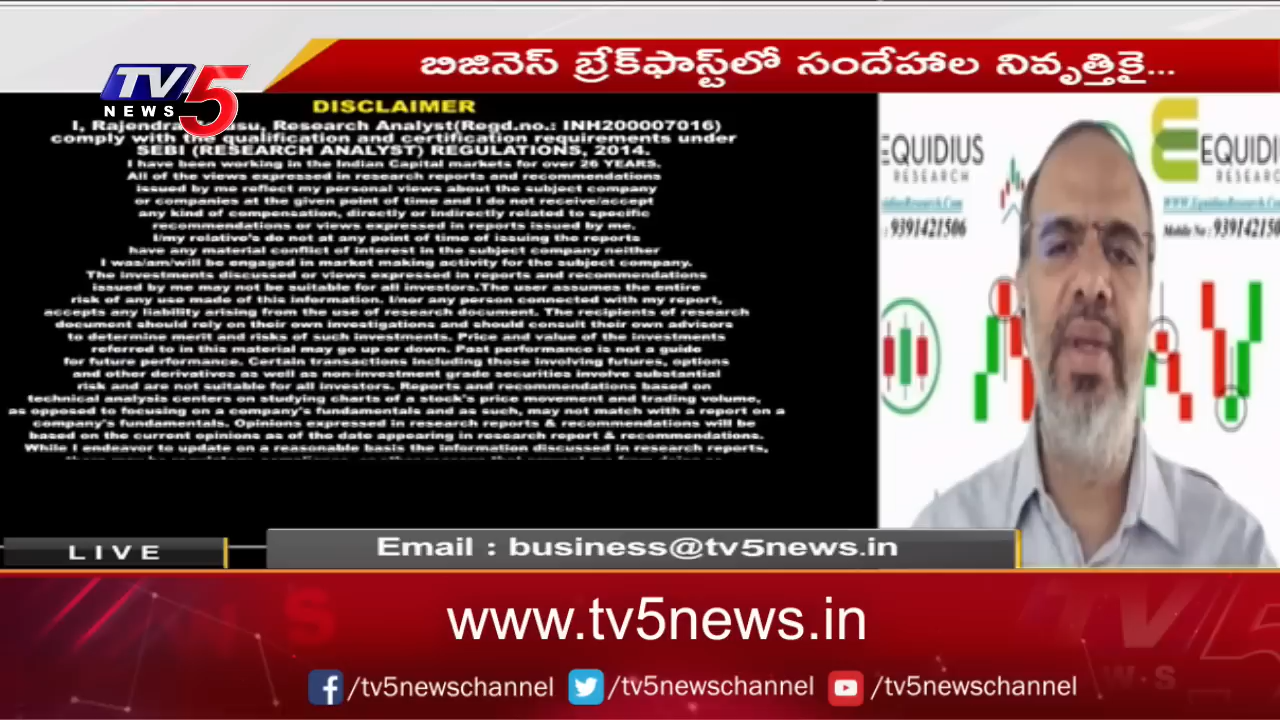 బిజినెస్ బ్రేక్‌ఫాస్ట్‌లో సందేహాల నివృత్తికై...
TV5
NEWS
DISCLAIMER
I, Rajendra Research Analyst(Regd.no.: INH200007016)
comply with the qualification and certification requirements under
SEBI (RESEARCH ANALYST) REGULATIONS, 2014.
I have been working in the Indian Capital markets for over 26 YEARS.
All of the views expressed in research reports and recommendations
issued by me reflect my personal views about the subject company
or companies at the given point of time and I do not receive/accept
any kind of compensation, directly or indirectly related to specific
recommendations or views expressed in reports issued by me.
I/my relative's do not at any point of time of issuing the reports
have any material conflict of interest in the subject company neither
I was/am/will be engaged in market making activity for the subject company.
The investments discussed or views expressed in reports and recommendations
issued by me may not be suitable for all investors.The user assumes the entire
risk of any use made of this information. I/nor any person connected with my report,
accepts any liability arising from the use of research document. The recipients of research
document should rely on their own investigations and should consult their own advisors
to determine merit and risks of such investments. Price and value of the investments
referred to in this material may go up or down. Past performance is not a guide
for future performance. Certain transactions including those involving futures, options
and other derivatives as well as non-investment grade securities involve substantial
risk and are not suitable for all investors. Reports and recommendations based on
technical analysis centers on studying charts of a stock's price movement and trading volume,
as opposed to focusing on a company's fundamentals and as such, may not match with a report on a
company's fundamentals. Opinions expressed in research reports & recommendations will be
based on the current opinions as of the date appearing in research report & recommendations.
While I endeavor to update on a reasonable basis the information discussed in research reports,
EQUIDIUS
RESEARCH
9391421506
EQUIDIUS
RESEARCH
WWW.EquidiusResearch.Com
Mobile No : 939142150
LIVE
Email : business@tv5news.in
www.tv5news.in
/tv5newschannel
/tv5newschannel
/tv5newschannel